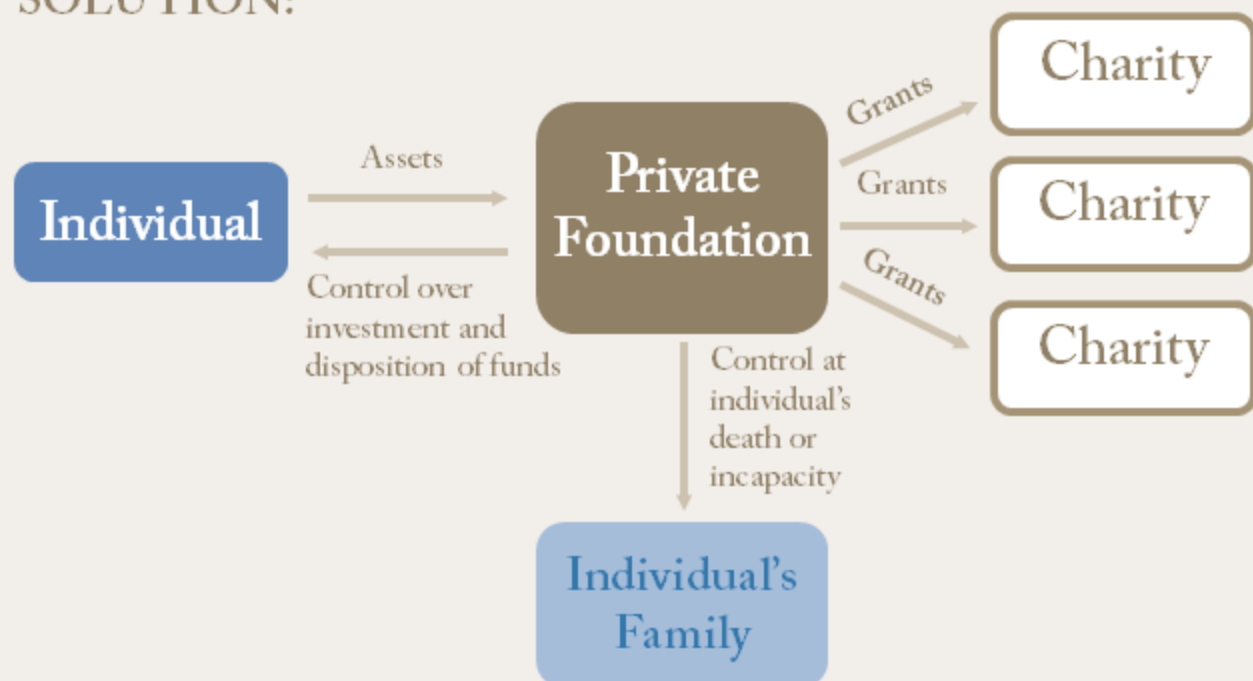 SOLUTION:
Individual
Assets
Control over
investment and
disposition of funds
Private
Foundation
Grants
Grants
Grants
Charity
Charity
Charity
Control at
individual's
death or
incapacity
Individual's
Family